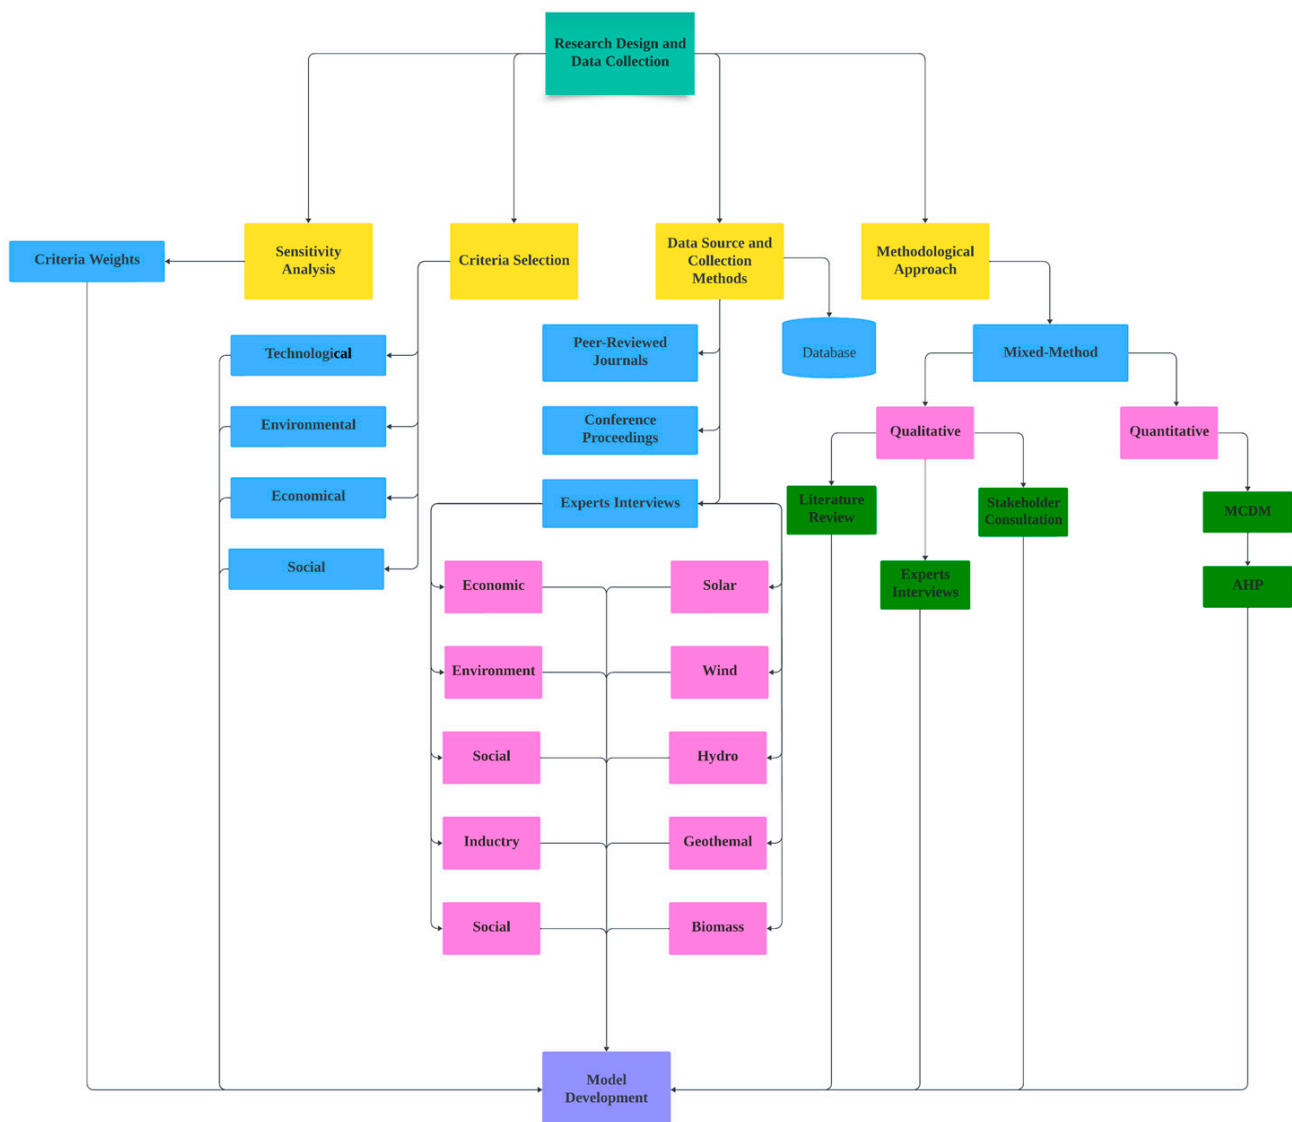 Research Design and
Data Collection
Sensitivity
Analysis
Criteria Selection
Data Source and
Collection
Methods
Methodological
Approach
Criteria Weights
Technological
Environmental
Economical
Social
Peer-Reviewed
Journals
Conference
Proceedings
Experts Interviews
Database
Mixed-Method
Qualitative
Quantitative
Literature
Review
Stakeholder
Consultation
Experts
Interviews
MCDM
AHP
Economic
Solar
Environment
Wind
Social
Hydro
Inductry
Geothemal
Social
Biomass
Model
Development